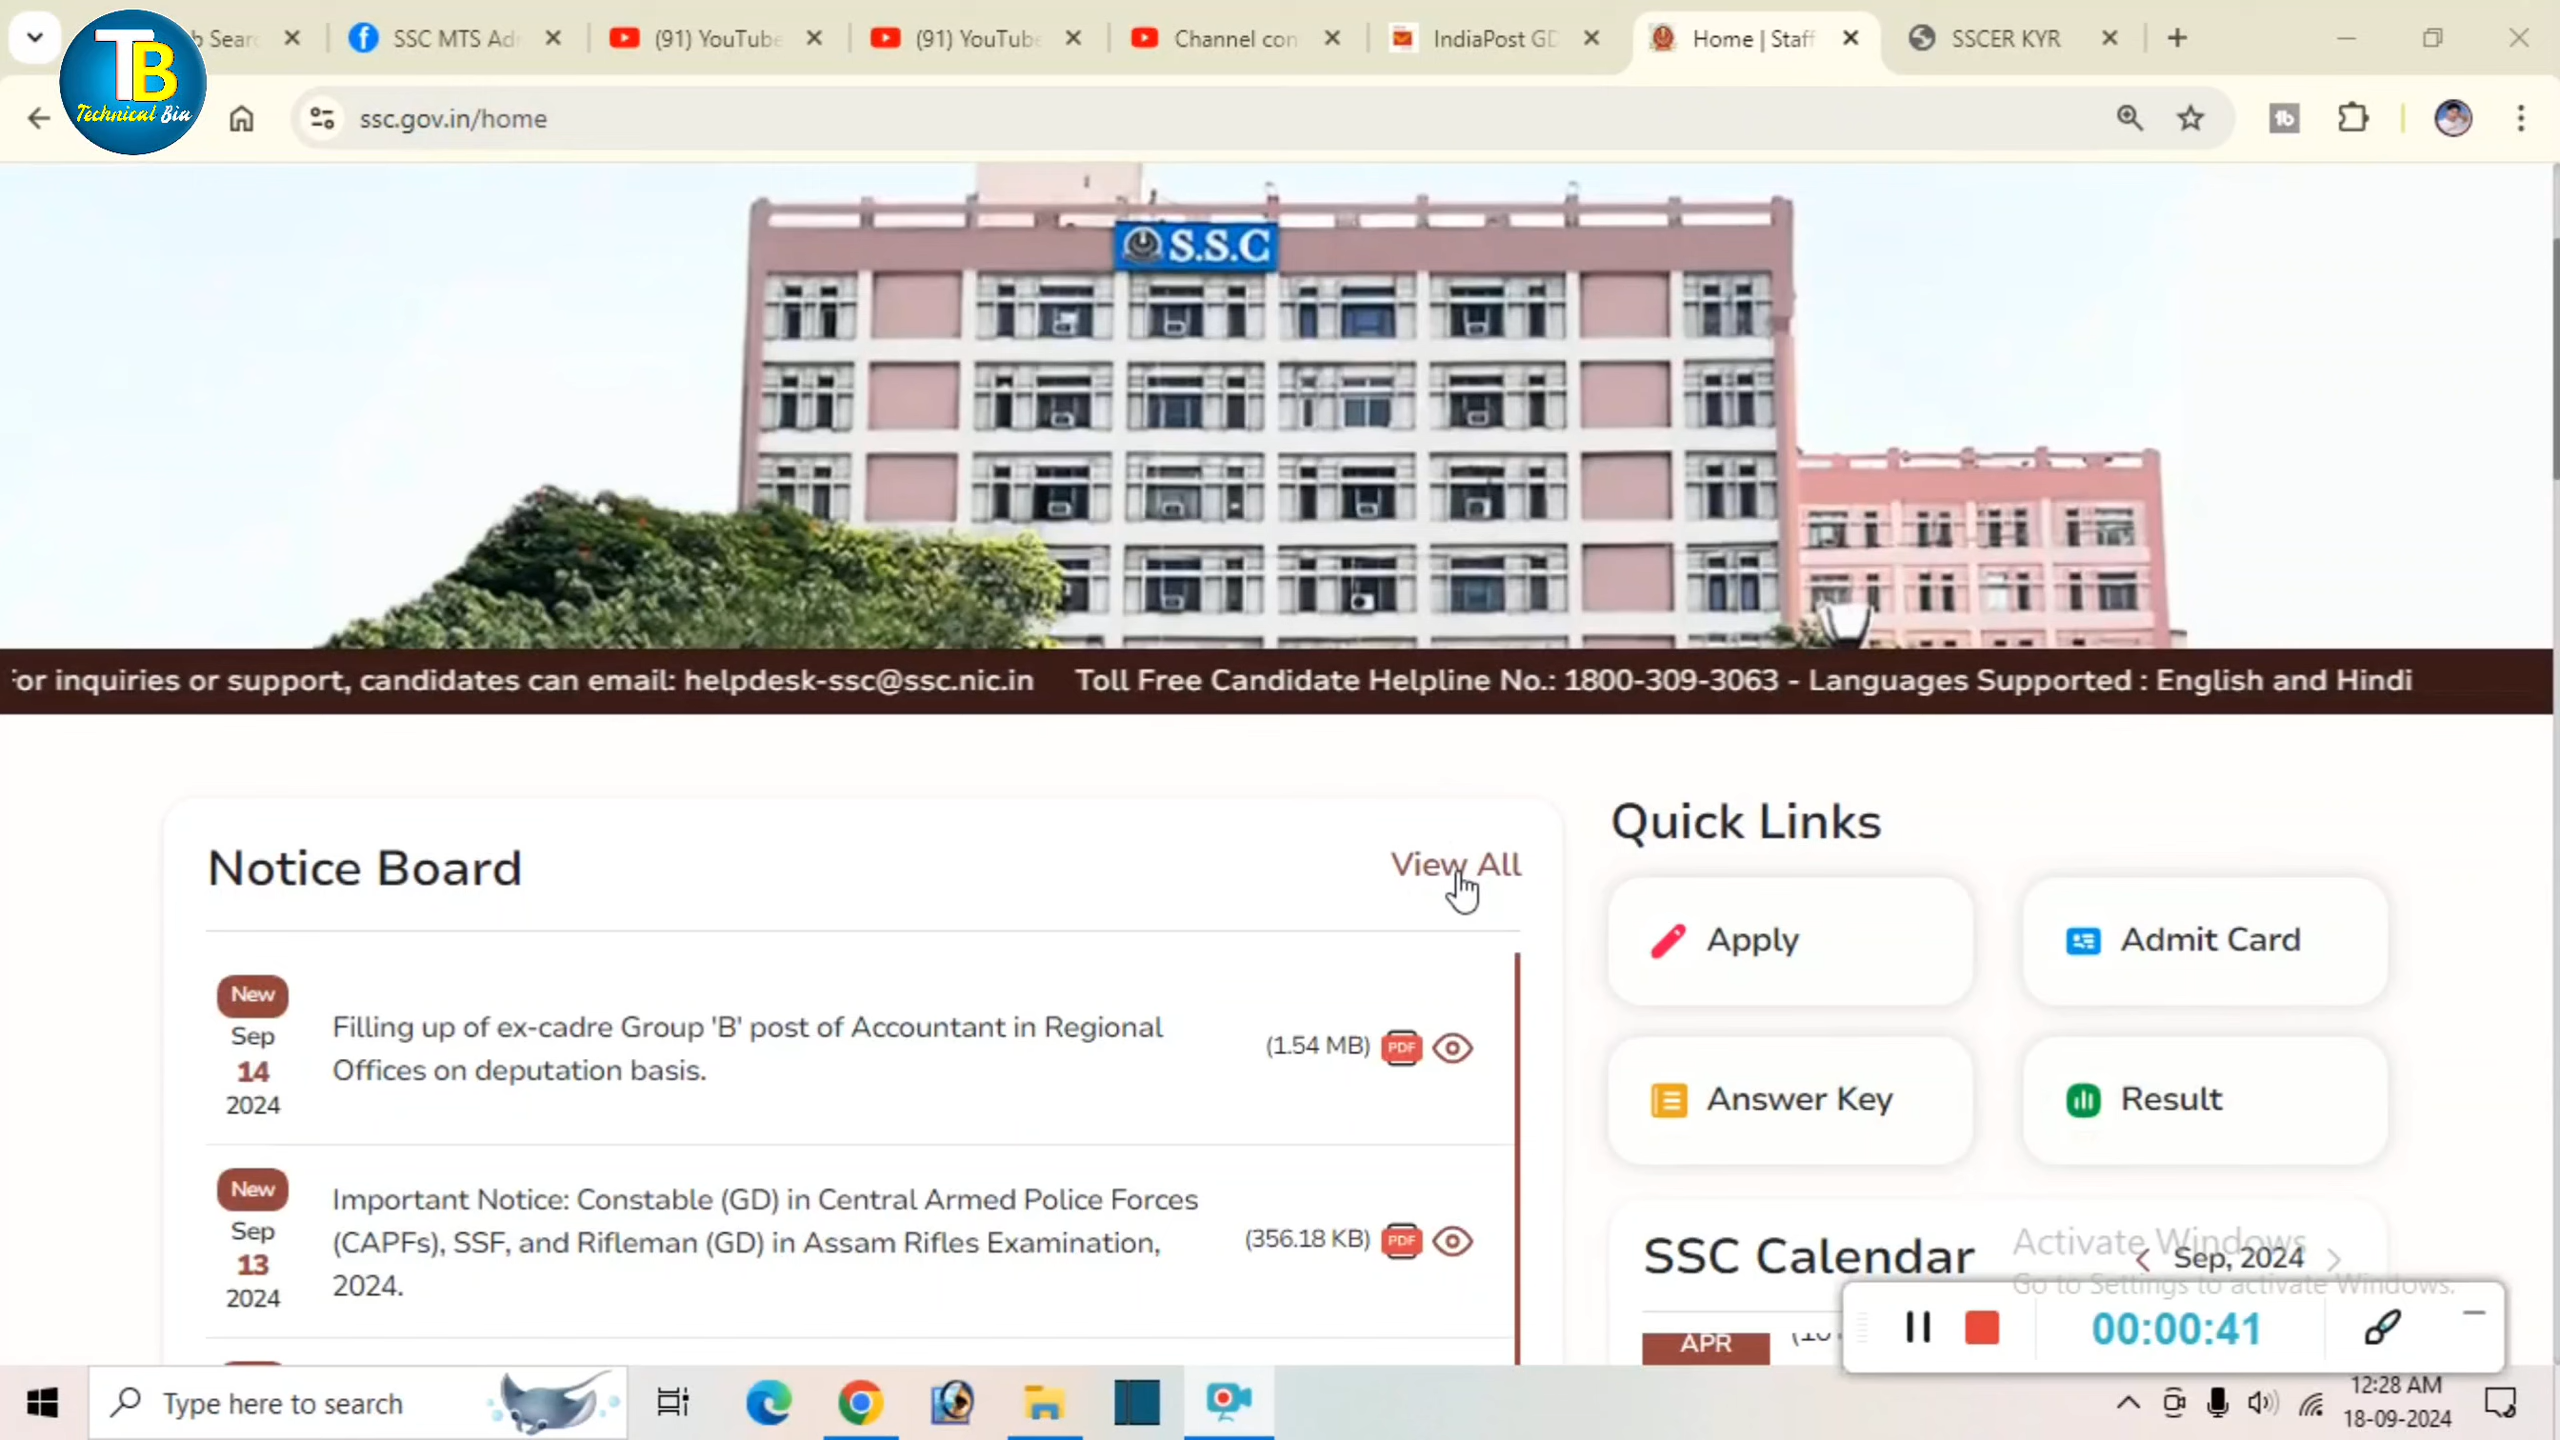 SSC MTS Ad
(91) YouTube
(91) YouTube
Channel con
IndiaPost GD
Home | Staff
SSCER KYR
TB
Technical Bia
ssc.gov.in/home
S.S.C
or inquiries or support, candidates can email: helpdesk-ssc@ssc.nic.in Toll Free Candidate Helpline No.: 1800-309-3063 - Languages Supported : English and Hindi
Notice Board
View All
New
Sep
14
2024
Filling up of ex-cadre Group 'B' post of Accountant in Regional
Offices on deputation basis.
(1.54 MB)
PDF
New
Sep
13
2024
Important Notice: Constable (GD) in Central Armed Police Forces
(CAPFs), SSF, and Rifleman (GD) in Assam Rifles Examination,
2024.
(356.18 KB)
PDF
Quick Links
Apply
Admit Card
Answer Key
Result
SSC Calendar
Sep, 2024
APR
Activate Windows
Go to Settings to activate Windows.
00:00:41
Type here to search
12:28 AM
18-09-2024